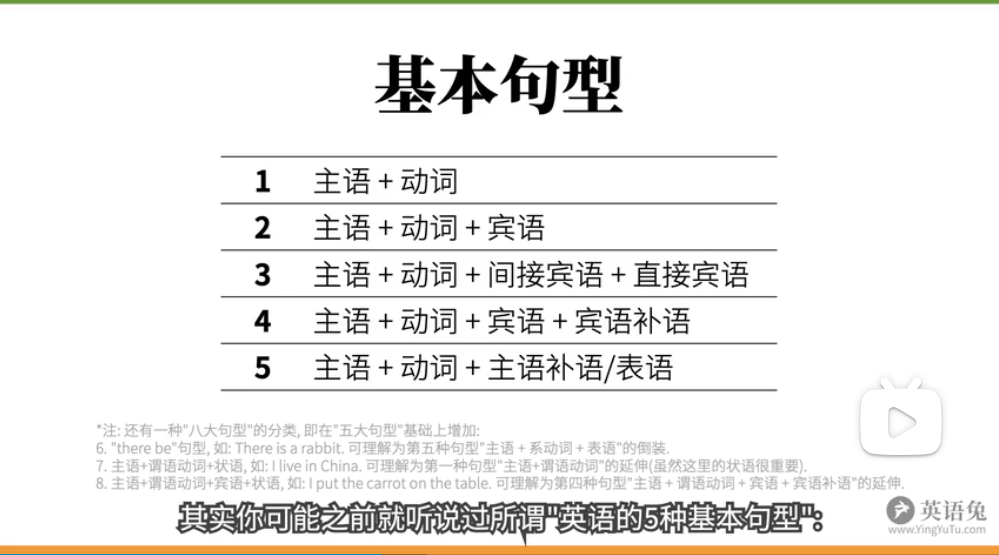 基本句型
1 主语 + 动词
2 主语 + 动词 + 宾语
3 主语 + 动词 + 间接宾语 + 直接宾语
4 主语 + 动词 + 宾语 + 宾语补语
5 主语 + 动词 + 主语补语/表语
*注: 还有一种"八大句型"的分类, 即在"五大句型"基础上增加:
6. "there be"句型, 如: There is a rabbit. 可理解为第五种句型"主语 + 系动词 + 表语"的倒装.
7. 主语+谓语动词+状语, 如: I live in China. 可理解为第一种句型"主语+谓语动词"的延伸(虽然这里的状语很重要).
8. 主语+谓语动词+宾语+状语, 如: I put the carrot on the table. 可理解为第四种句型"主语 + 谓语动词 + 宾语 + 宾语补语"的延伸.
其实你可能之前就听说过所谓"英语的5种基本句型":
英语兔
www.YingYuTu.com